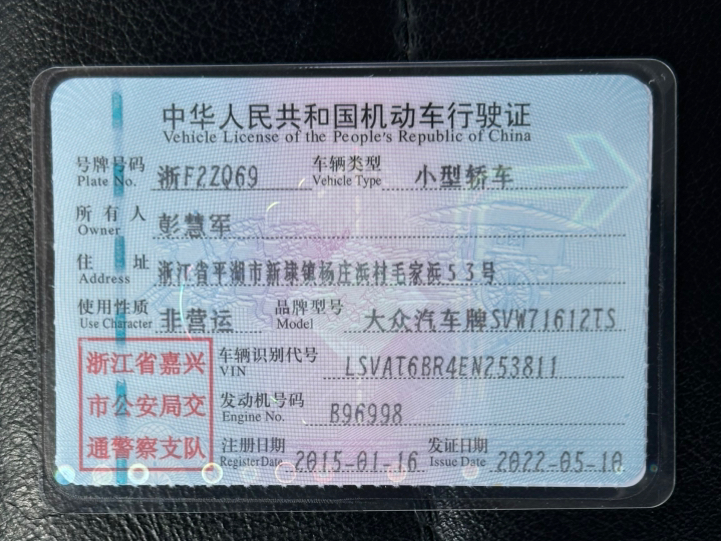 中华人民共和国机动车行驶证
Vehicle License of the People's Republic of China
号牌号码 浙F2Z069 车辆类型 小型轿车
Plate No. Vehicle Type
所有人 彭慧军
Owner
住址 浙江省平湖市新埭镇杨庄浜村毛家浜53号
Address
使用性质 非营运 品牌型号 大众汽车牌SVW71612TS
Use Character Model
浙江省嘉兴
市公安局交
通警察支队
车辆识别代号 LSVAT6BR4EN253811
VIN
发动机号码 B96998
Engine No.
注册日期 2015-01-16 发证日期 2022-05-10
Register Date Issue Date